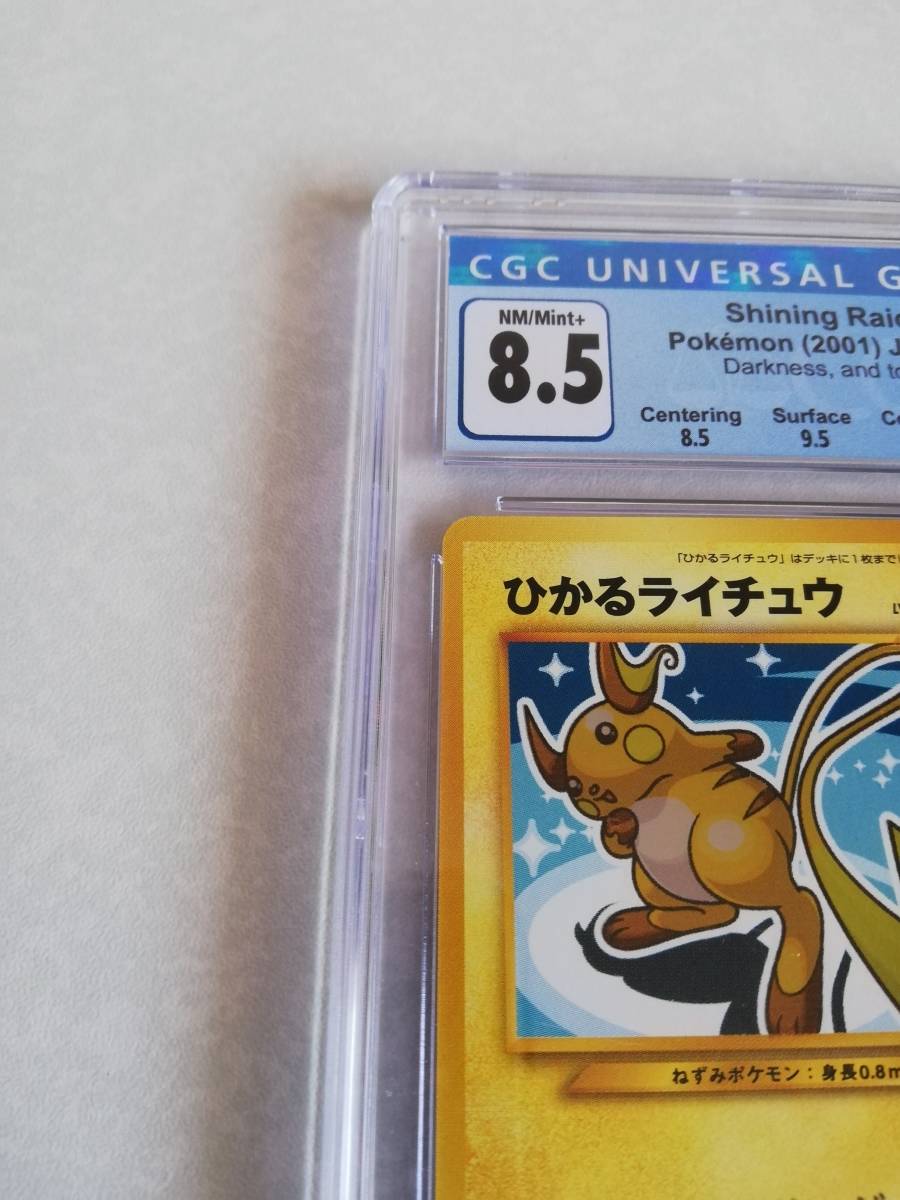 CGC UNIVERSAL G
NM/Mint+
8.5
Shining Raic
Pokémon (2001) J
Darkness, and to
Centering Surface Co
8.5 9.5
「ひかるライチュウ」はデッキに1枚まで
ひかるライチュウ
ねずみポケモン：身長0.8m